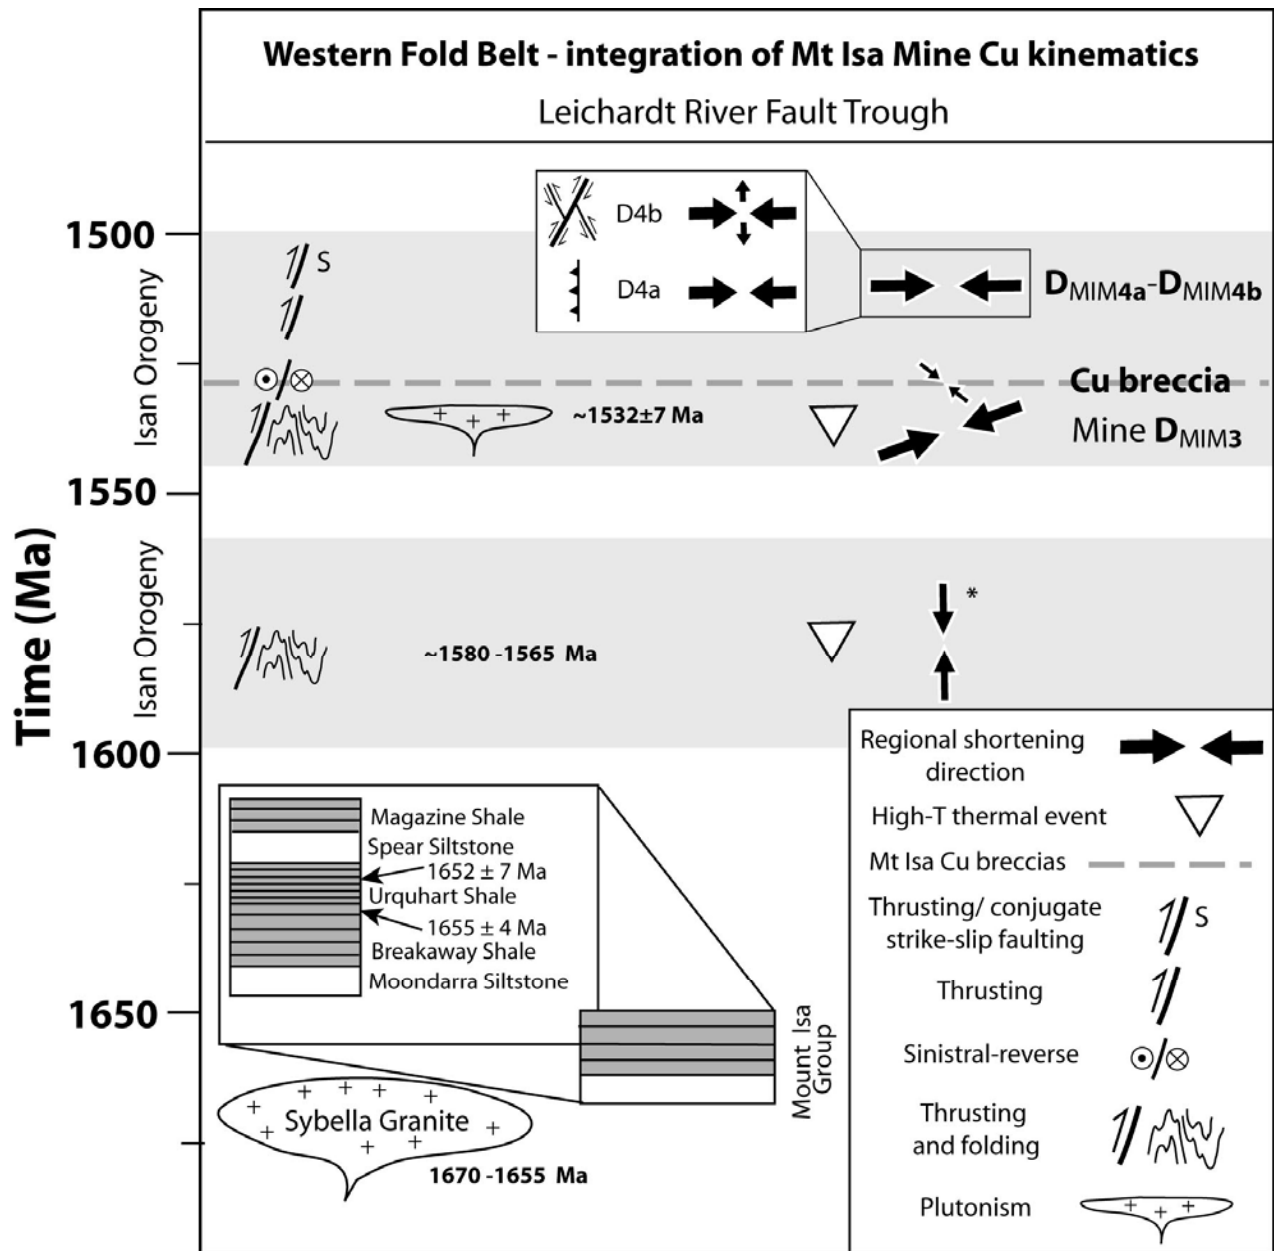 Western Fold Belt - integration of Mt Isa Mine Cu kinematics
Leichardt River Fault Trough
Time (Ma)
1500
1550
1600
1650
Isan Orogeny
Isan Orogeny
S
D4b
D4a
DMIM4a-DMIM4b
Cu breccia
Mine DMIM3
~1532±7 Ma
*
~1580 -1565 Ma
Magazine Shale
Spear Siltstone
1652 ± 7 Ma
Urquhart Shale
1655 ± 4 Ma
Breakaway Shale
Moondarra Siltstone
Mount Isa
Group
Sybella Granite
1670 -1655 Ma
Regional shortening
direction
High-T thermal event
Mt Isa Cu breccias
Thrusting/ conjugate
strike-slip faulting
S
Thrusting
Sinistral-reverse
Thrusting
and folding
Plutonism